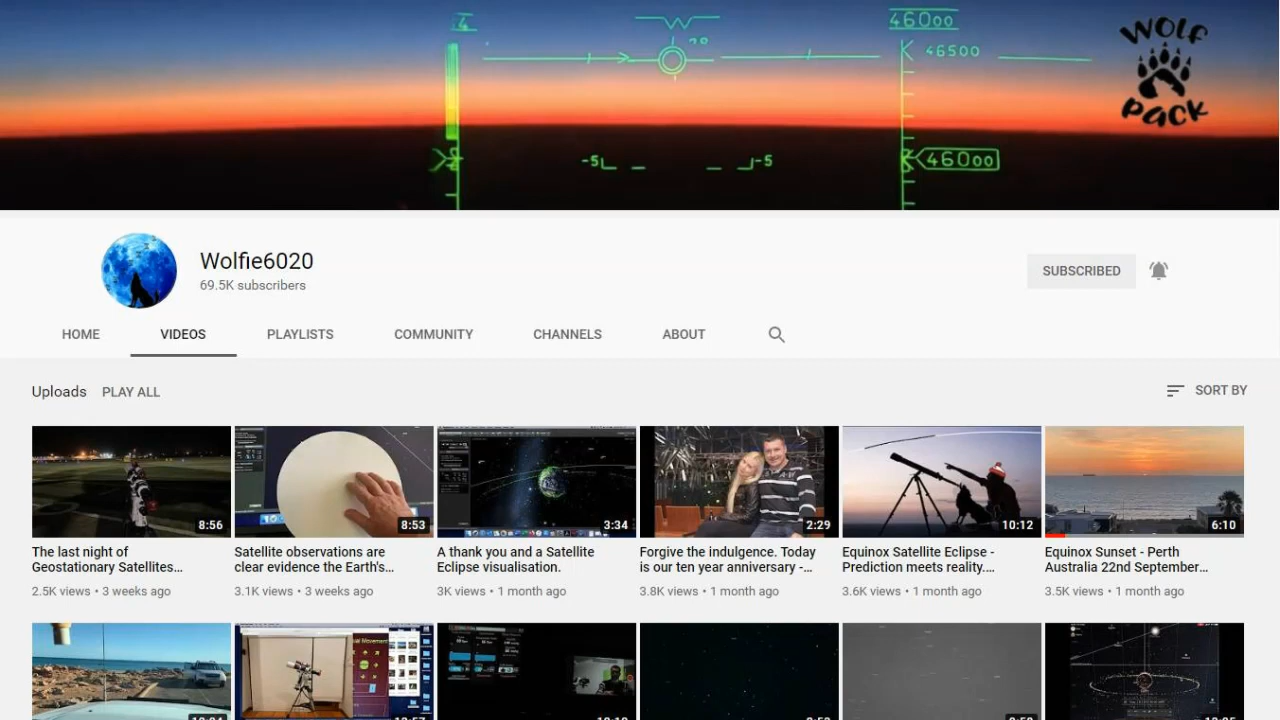 4
46000
46500
WOLF
PACK
-5
-5
46000
Wolfie6020
69.5K subscribers
SUBSCRIBED
HOME
VIDEOS
PLAYLISTS
COMMUNITY
CHANNELS
ABOUT
Uploads
PLAY ALL
SORT BY
8:56
8:53
3:34
2:29
10:12
6:10
The last night of
Geostationary Satellites...
2.5K views • 3 weeks ago
Satellite observations are
clear evidence the Earth's...
3.1K views • 3 weeks ago
A thank you and a Satellite
Eclipse visualisation.
3K views • 1 month ago
Forgive the indulgence. Today
is our ten year anniversary -...
3.8K views • 1 month ago
Equinox Satellite Eclipse -
Prediction meets reality....
3.6K views • 1 month ago
Equinox Sunset - Perth
Australia 22nd September...
3.5K views • 1 month ago